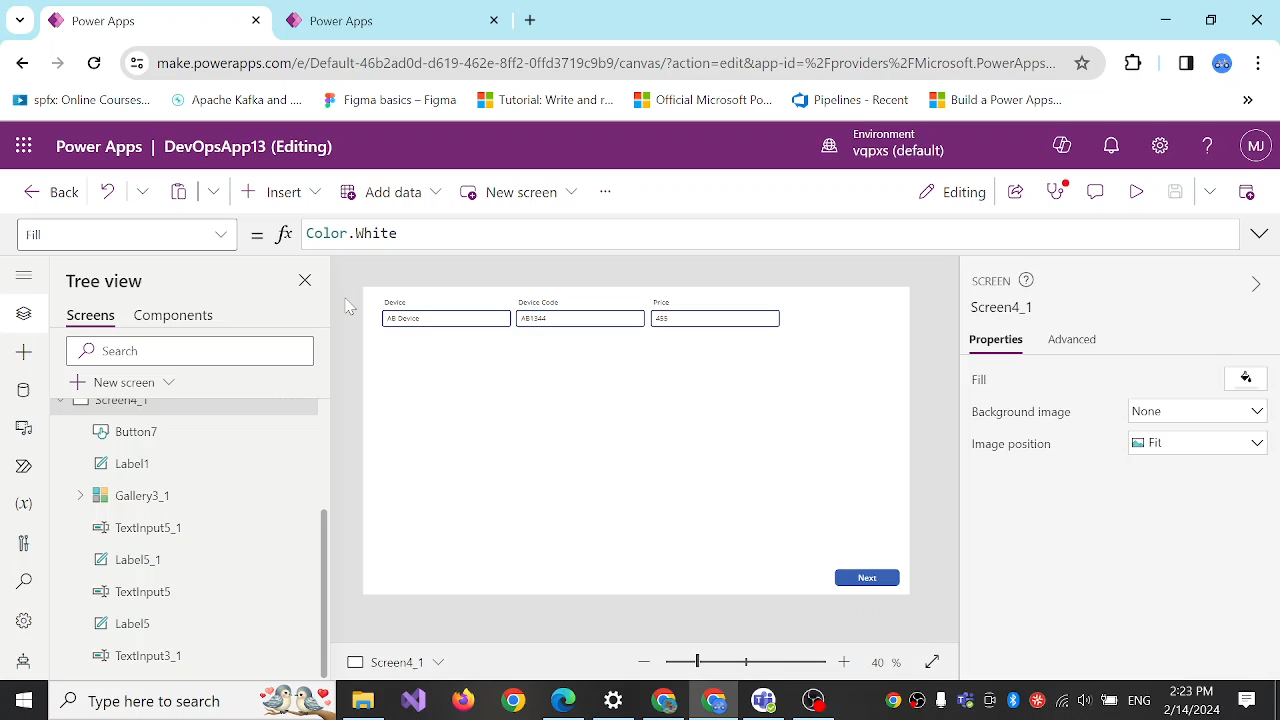 Power Apps
Power Apps
make.powerapps.com/e/Default-46b2ad0d-d619-462e-8ff2-0ffd3719c9b9/canvas/?action=edit&app-id=%2Fproviders%2FMicrosoft.PowerApps...
spfx: Online Courses...
Apache Kafka and ....
Figma basics – Figma
Tutorial: Write and r...
Official Microsoft Po...
Pipelines - Recent
Build a Power Apps...
Power Apps | DevOpsApp13 (Editing)
Environment
vqpxs (default)
MJ
Back
Insert
Add data
New screen
...
Editing
Fill
= fx
Color.White
Tree view
Screens
Components
Search
New screen
Screen4_1
Button7
Label1
Gallery3_1
TextInput5_1
Label5_1
TextInput5
Label5
TextInput3_1
Device
Device Code
Price
AB Device
AB1344
455
Next
Screen4_1
40 %
SCREEN
Screen4_1
Properties
Advanced
Fill
Background image
None
Image position
Fit
Type here to search
ENG
2:23 PM
2/14/2024